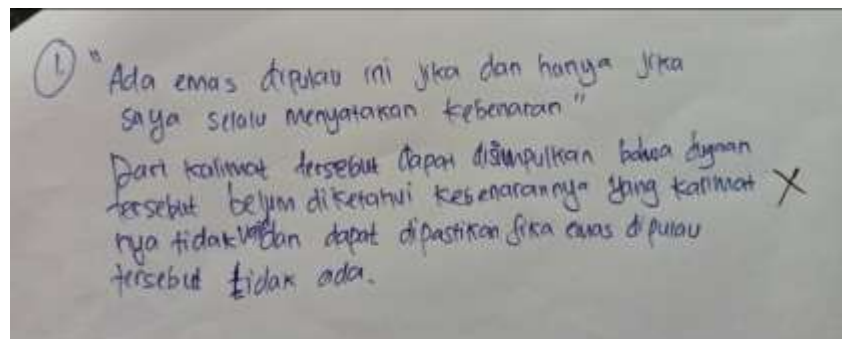 1. "Ada emas dipulau ini jika dan hanya jika
saya selalu menyatakan kebenaran"
Dari kalimat tersebut dapat disimpulkan bahwa dugaan
tersebut belum diketahui kebenarannya yang kalimat X
nya tidak valid dan dapat dipastikan jika emas di pulau
tersebut tidak ada.